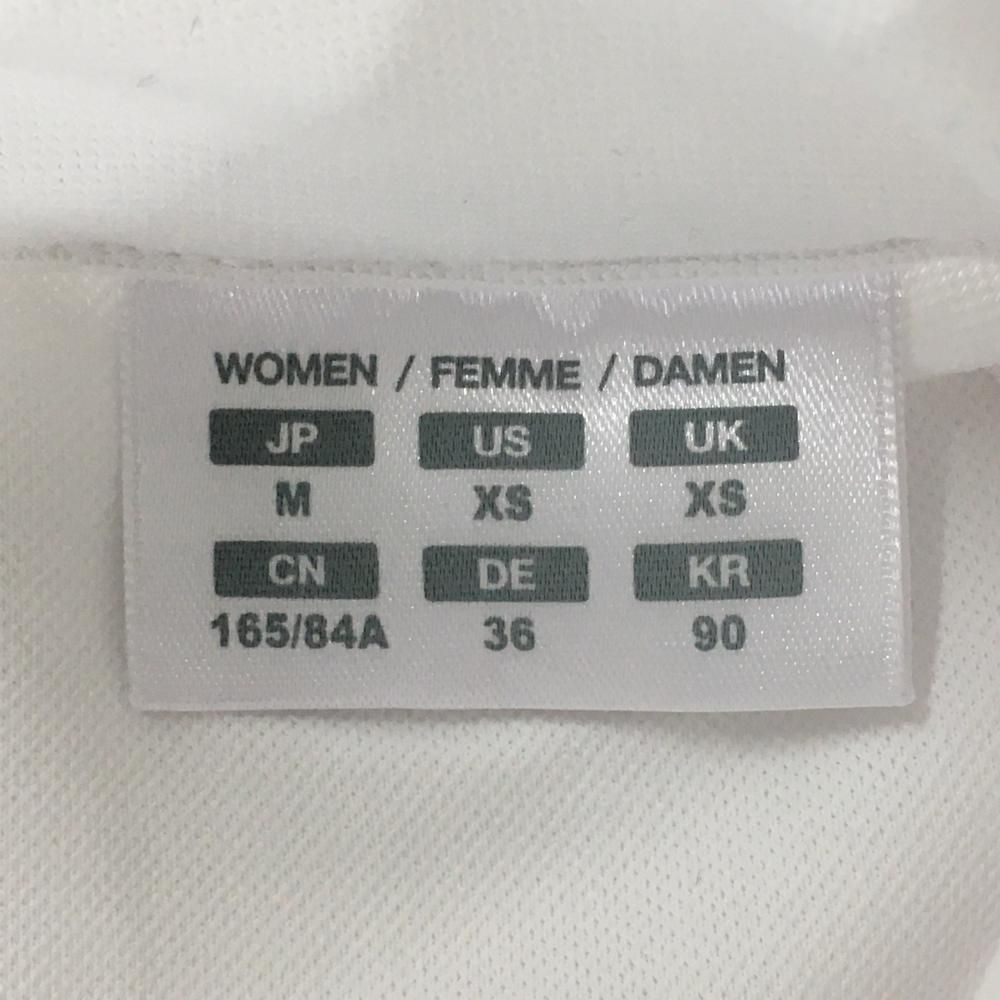 WOMEN / FEMME / DAMEN
JP US UK
M XS XS
CN DE KR
165/84A 36 90